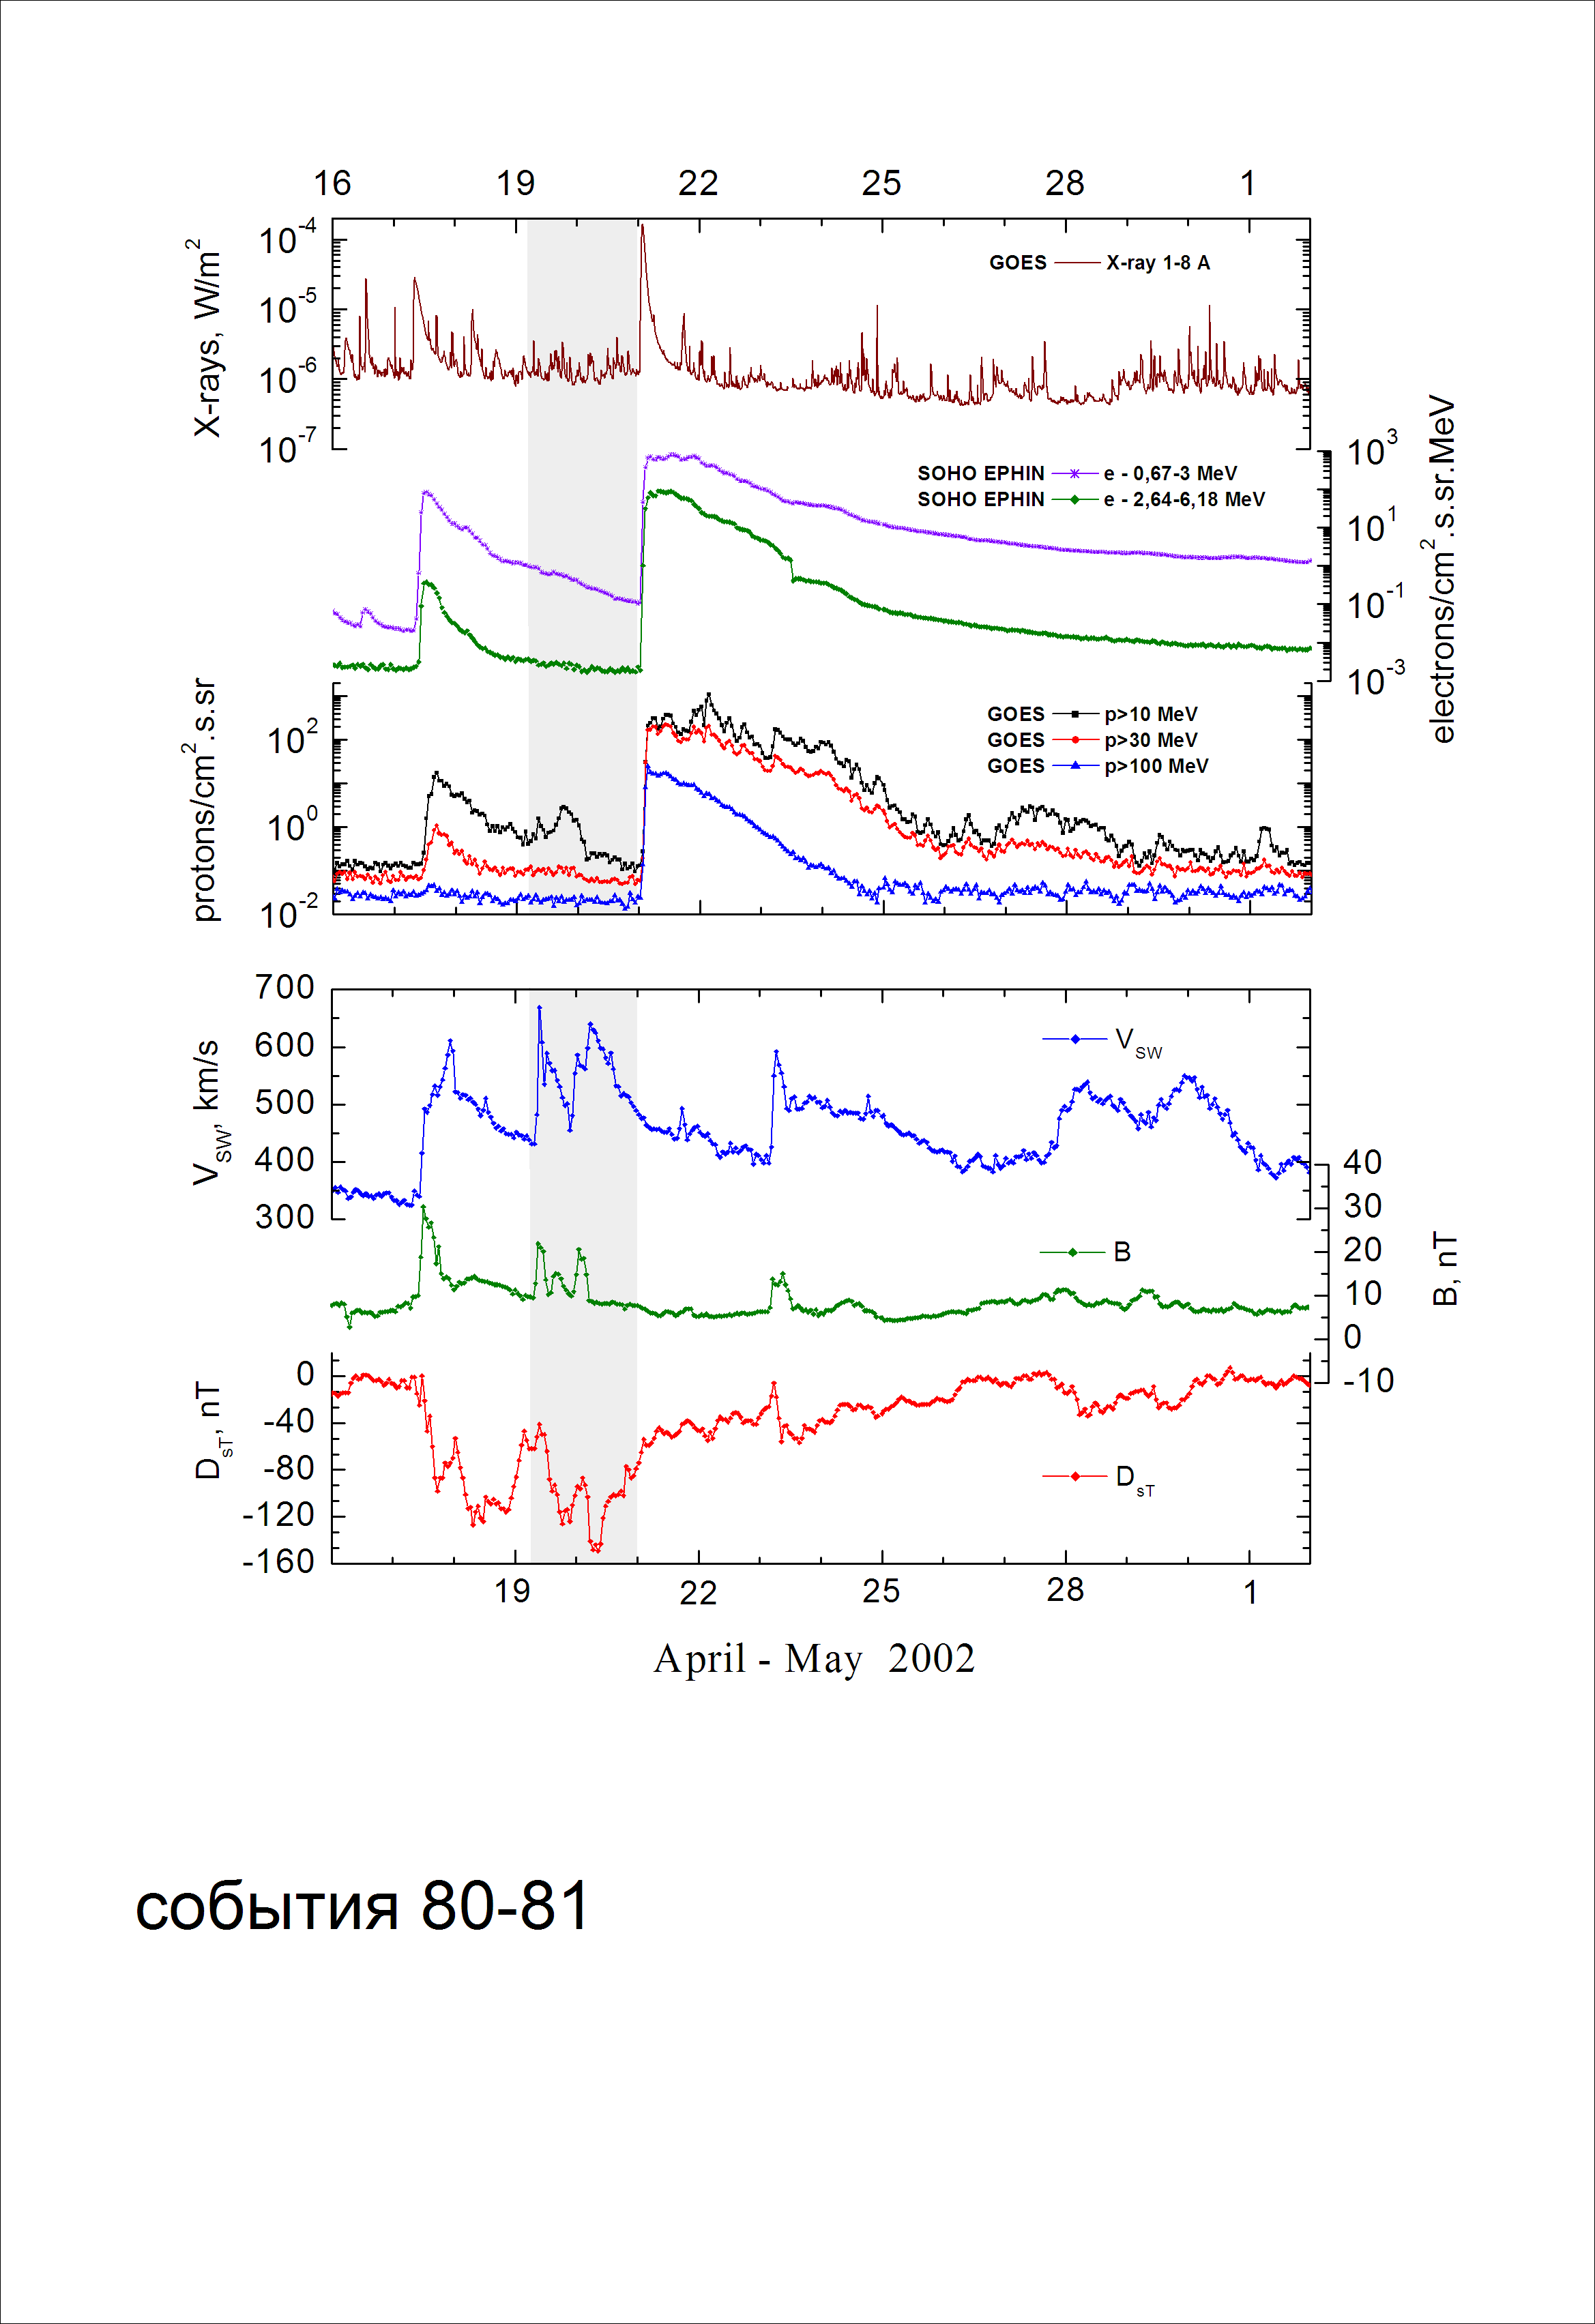 16 19 22 25 28 1
X-rays, W/m²
10⁻⁴
10⁻⁵
10⁻⁶
10⁻⁷
GOES X-ray 1-8 A
SOHO EPHIN e - 0,67-3 MeV
SOHO EPHIN e - 2,64-6,18 MeV
10³
10¹
10⁻¹
10⁻³
electrons/cm².s.sr.MeV
protons/cm².s.sr
10²
10⁰
10⁻²
GOES p>10 MeV
GOES p>30 MeV
GOES p>100 MeV
700
600
500
400
300
V_SW, km/s
V_SW
40
30
20
10
0
-10
B, nT
B
0
-40
-80
-120
-160
D_sT, nT
D_sT
19 22 25 28 1
April - May 2002
события 80-81